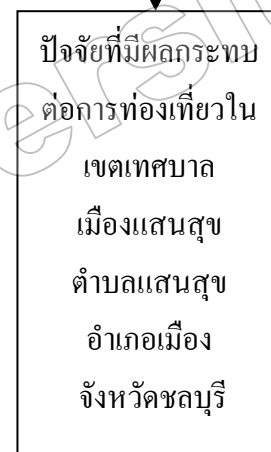 ปัจจัยที่มีผลกระทบ
ต่อการท่องเที่ยวใน
เขตเทศบาล
เมืองแสนสุข
ตำบลแสนสุข
อำเภอเมือง
จังหวัดชลบุรี